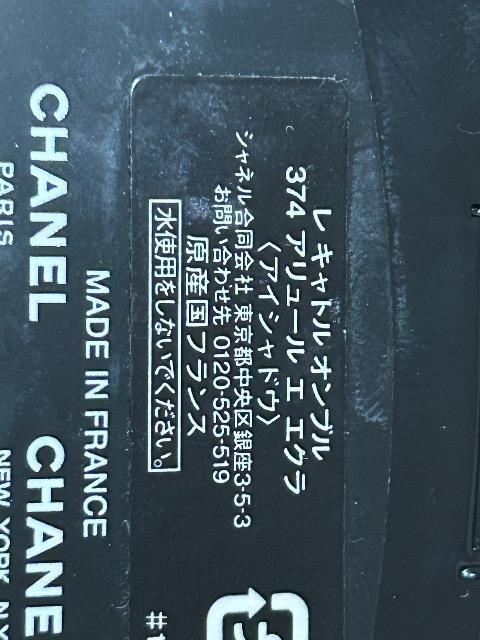 レ キャトル オンブル
374 アリュール エ エクラ
〈アイシャドウ〉
シャネル合同会社 東京都中央区銀座3-5-3
お問い合わせ先 0120-525-519
原産国フランス
水使用をしないでください。
MADE IN FRANCE
CHANEL
PARIS
CHANE
NEW YORK N.Y